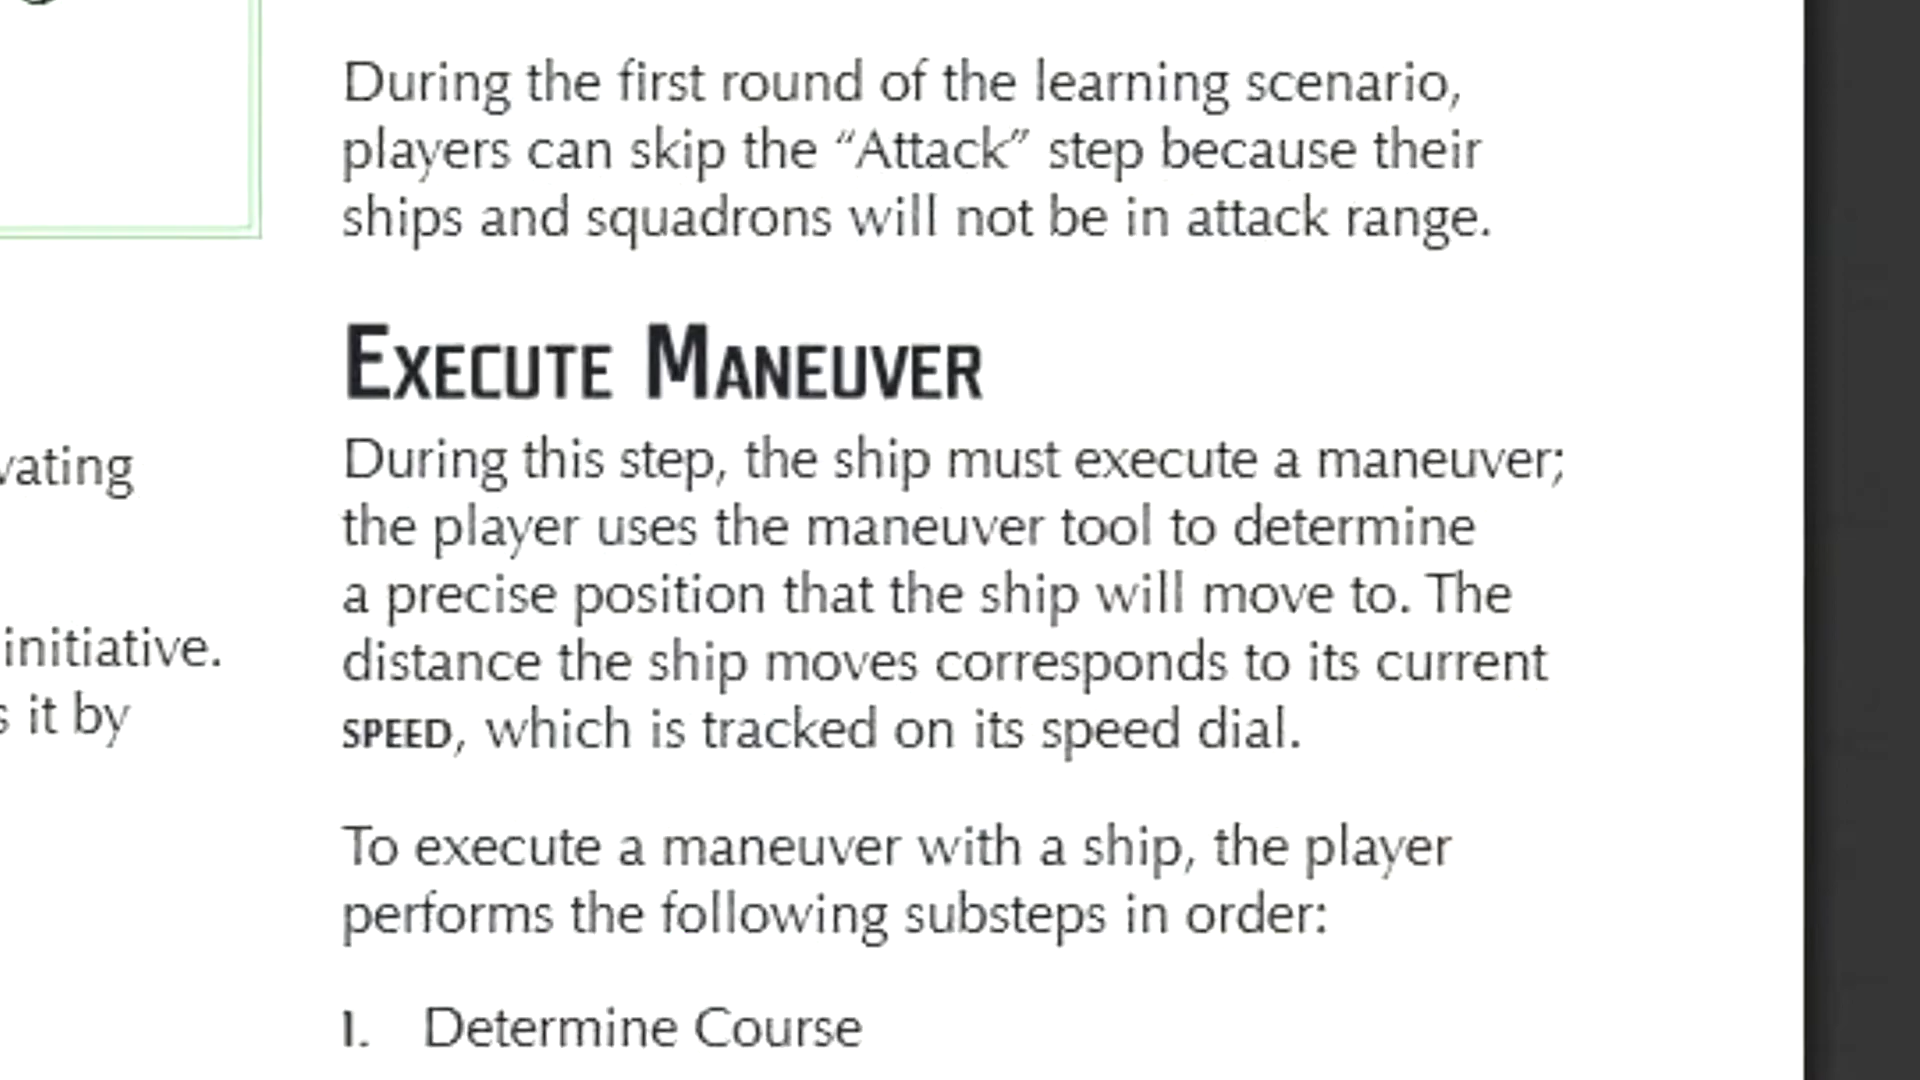 vating
initiative.
s it by
During the first round of the learning scenario,
players can skip the “Attack” step because their
ships and squadrons will not be in attack range.
EXECUTE MANEUVER
During this step, the ship must execute a maneuver;
the player uses the maneuver tool to determine
a precise position that the ship will move to. The
distance the ship moves corresponds to its current
SPEED, which is tracked on its speed dial.
To execute a maneuver with a ship, the player
performs the following substeps in order:
1. Determine Course